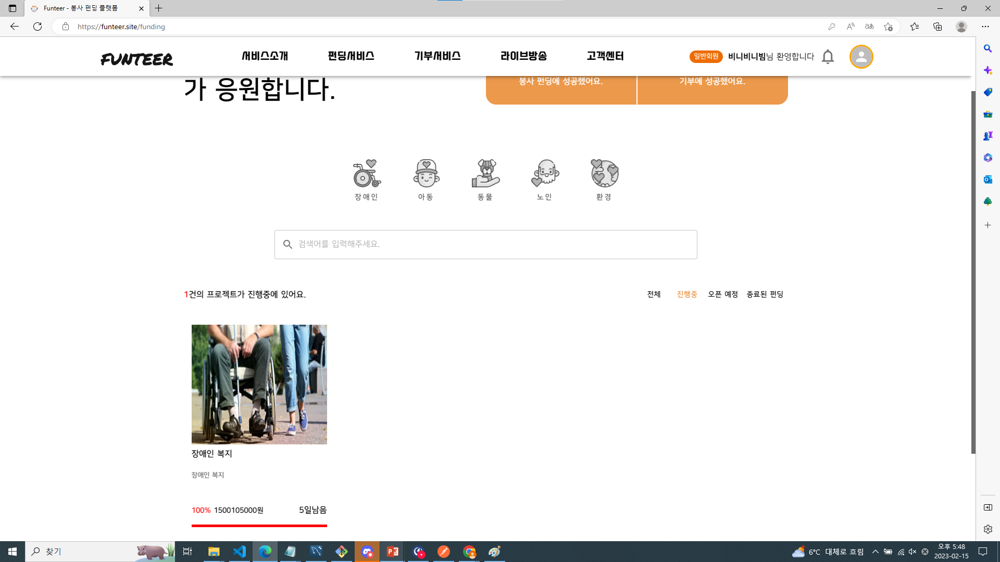 Funteer - 봉사 펀딩 플랫폼
https://funteer.site/funding
aあ
FUNTEER
서비스소개
펀딩서비스
기부서비스
라이브방송
고객센터
일반회원 비니비니빔님 환영합니다
가 응원합니다.
봉사 펀딩에 성공했어요.
기부에 성공했어요.
장애인
아동
동물
노인
환경
검색어를 입력해주세요.
1건의 프로젝트가 진행중에 있어요.
전체 진행중 오픈 예정 종료된 펀딩
장애인 복지
장애인 복지
100% 1500105000원 5일남음
찾기
6°C 대체로 흐림
오후 5:48
2023-02-15